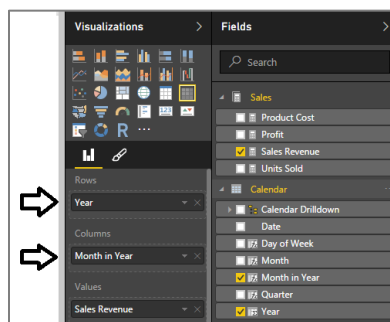 Visualizations
Rows
Year
Columns
Month in Year
Values
Sales Revenue
Fields
Search
Sales
Product Cost
Profit
Sales Revenue
Units Sold
Calendar
Calendar Drilldown
Date
Day of Week
Month
Month in Year
Quarter
Year